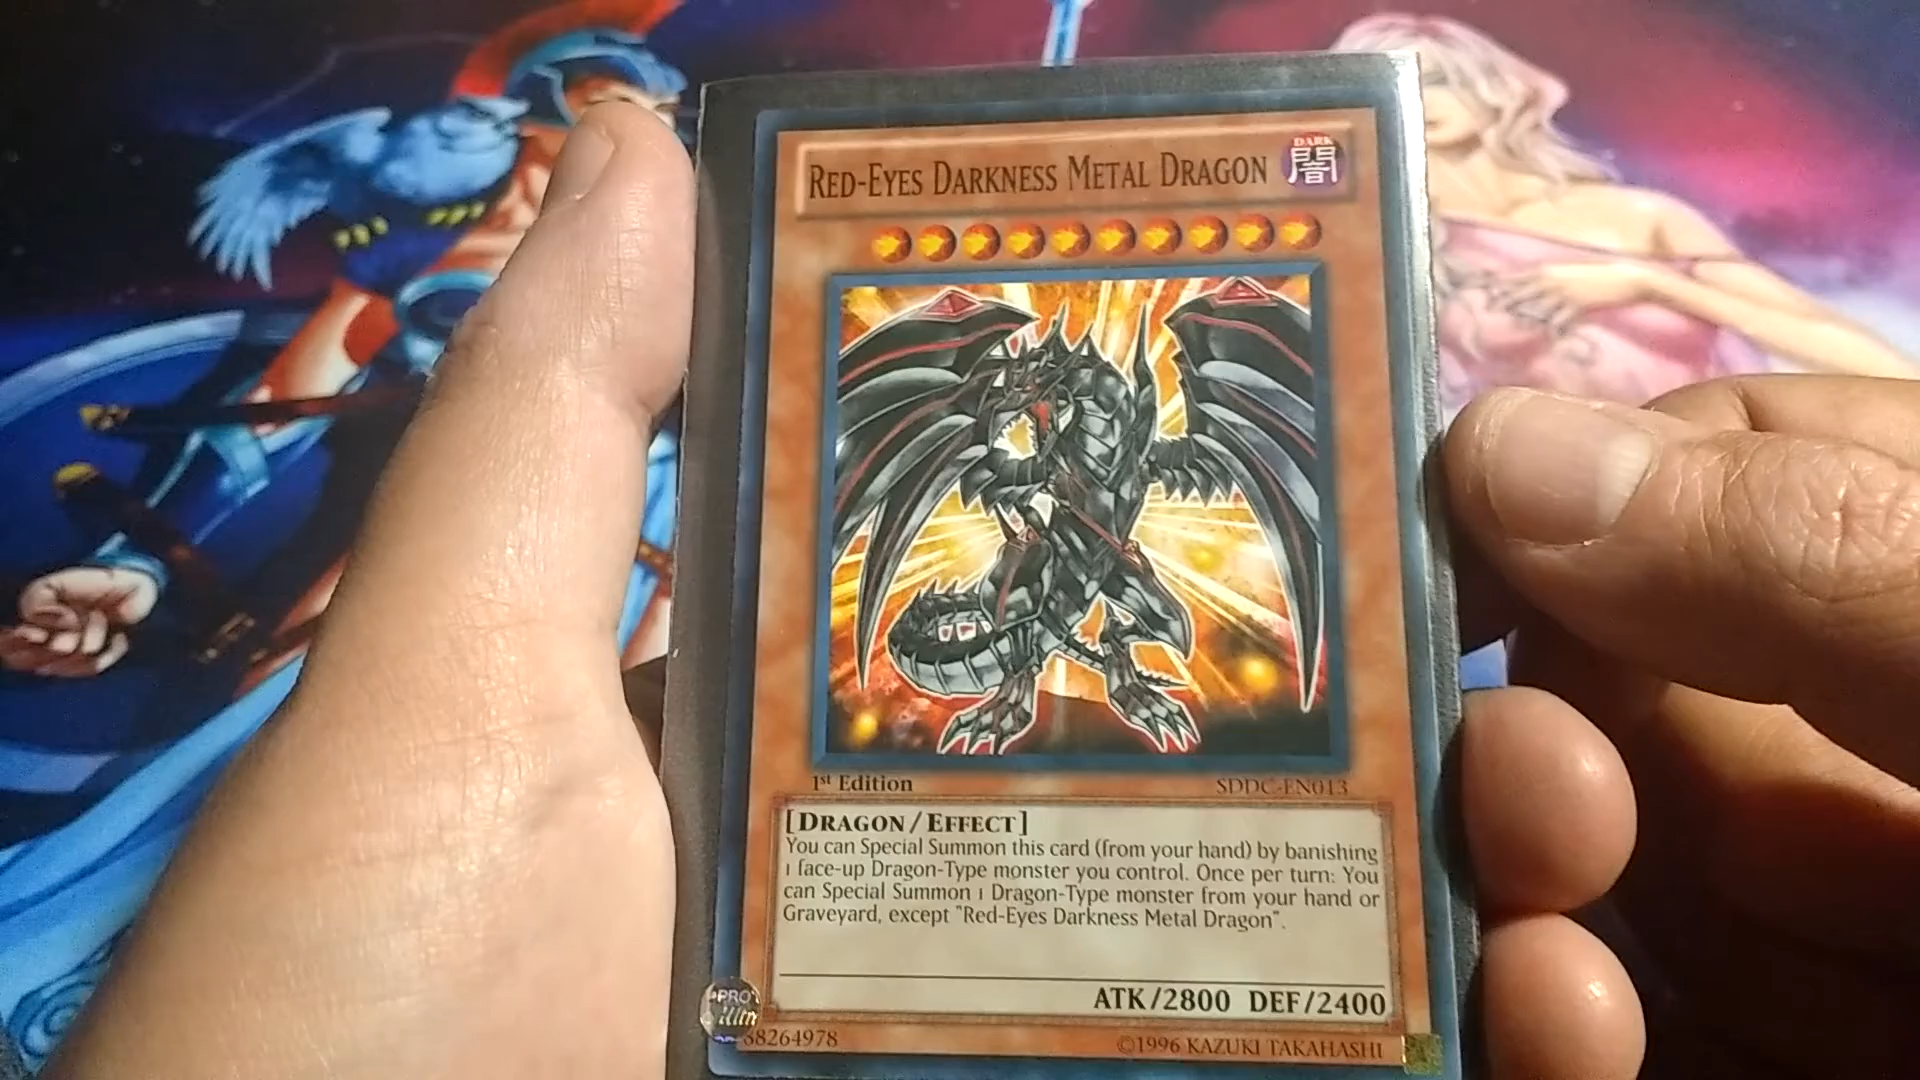 RED-EYES DARKNESS METAL DRAGON
DARK
闇
1st Edition
SDDC-EN013
[DRAGON/EFFECT]
You can Special Summon this card (from your hand) by banishing
1 face-up Dragon-Type monster you control. Once per turn: You
can Special Summon 1 Dragon-Type monster from your hand or
Graveyard, except "Red-Eyes Darkness Metal Dragon".
ATK/2800 DEF/2400
PRO
Ultr
88264978
©1996 KAZUKI TAKAHASHI